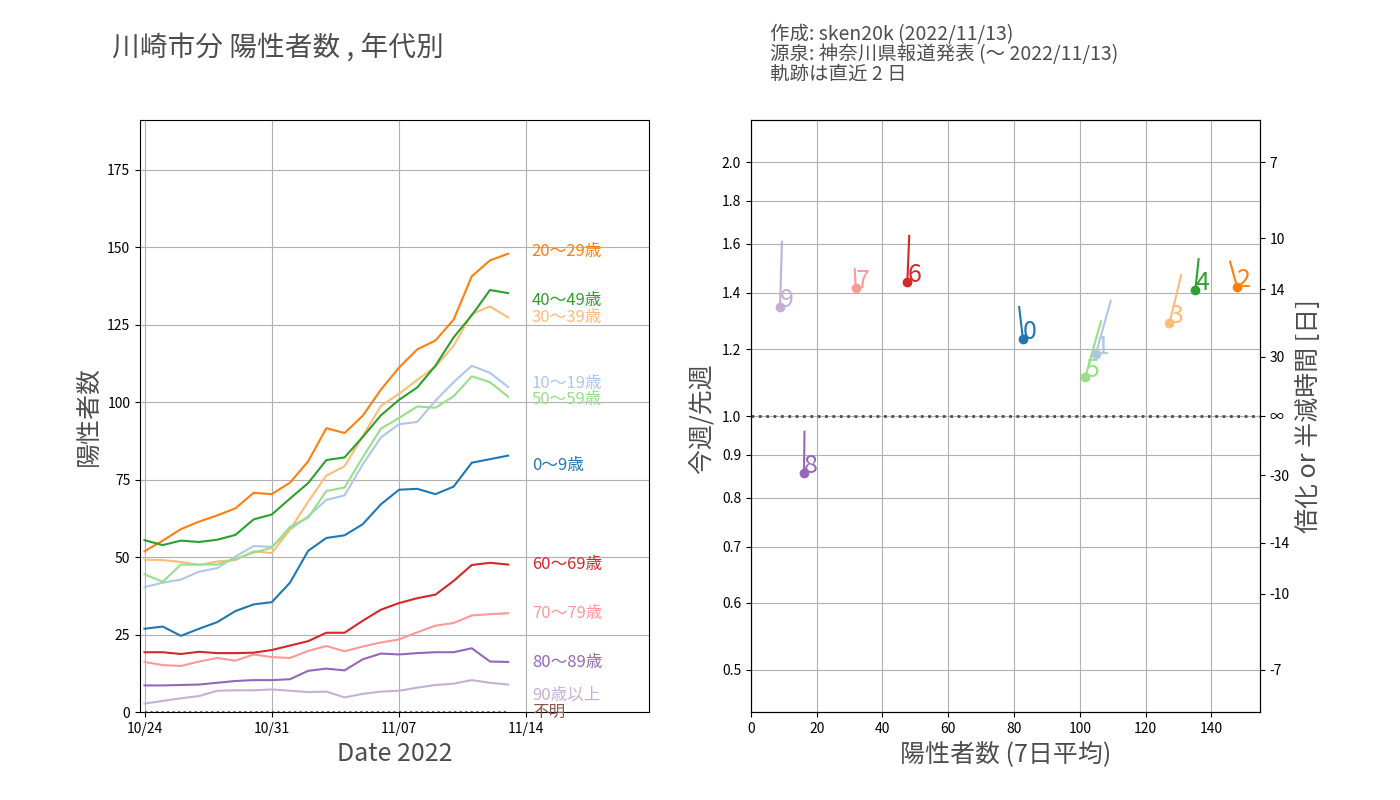 川崎市分 陽性者数 , 年代別
作成: sken20k (2022/11/13)
源泉: 神奈川県報道発表 (～ 2022/11/13)
軌跡は直近 2 日
陽性者数
175
150
125
100
75
50
25
0
10/24
10/31
11/07
11/14
Date 2022
20～29歳
40～49歳
30～39歳
10～19歳
50～59歳
0～9歳
60～69歳
70～79歳
80～89歳
90歳以上
不明
今週/先週
2.0
1.8
1.6
1.4
1.2
1.0
0.9
0.8
0.7
0.6
0.5
9
7
6
0
1
5
3
4
2
8
0
20
40
60
80
100
120
140
陽性者数 (7日平均)
7
10
14
30
∞
-30
-14
-10
-7
倍化 or 半減時間 [日]